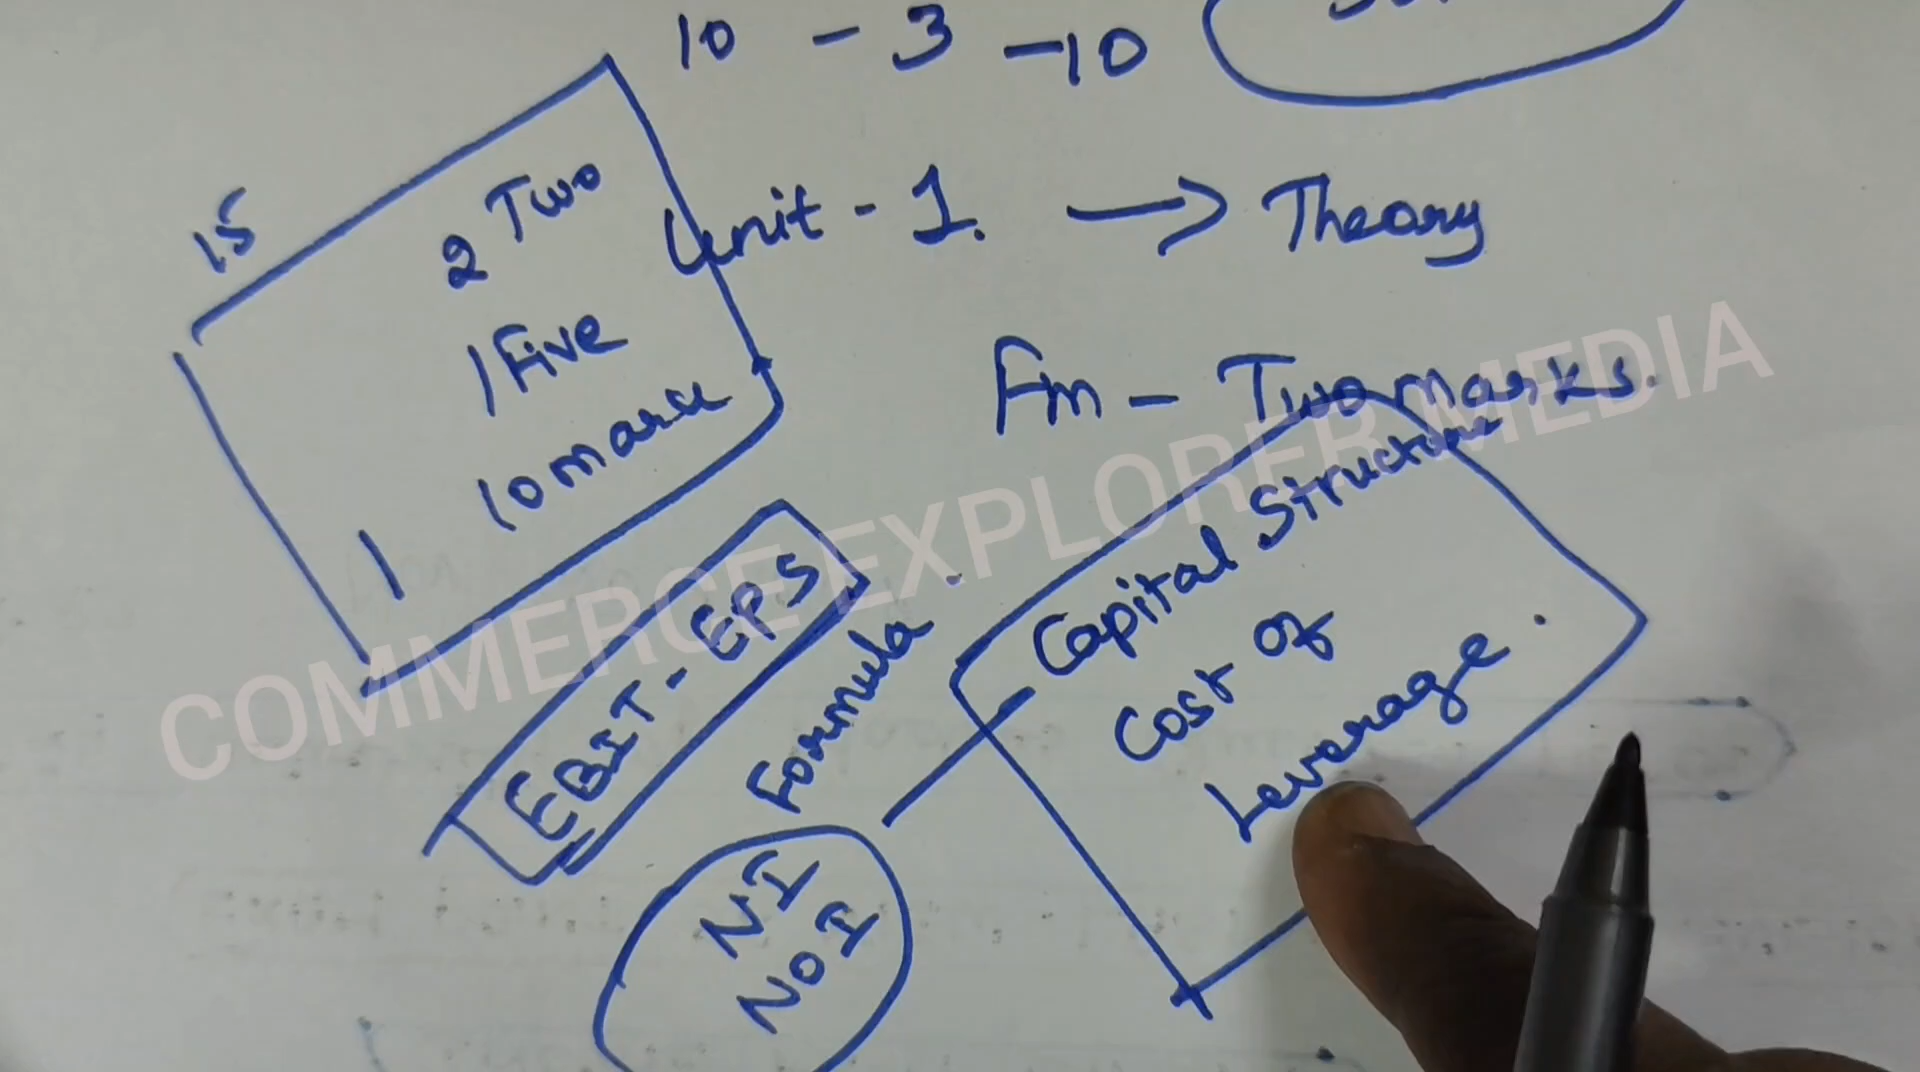 10 - 3 - 10
15
2 Two
1 Five
10 mark
1
Unit - 1. → Theory
Fm - Two marks.
Capital Structure
Cost of
Leverage.
EBIT - EPS
Formula.
NI
NOI
COMMERCE EXPLORER MEDIA